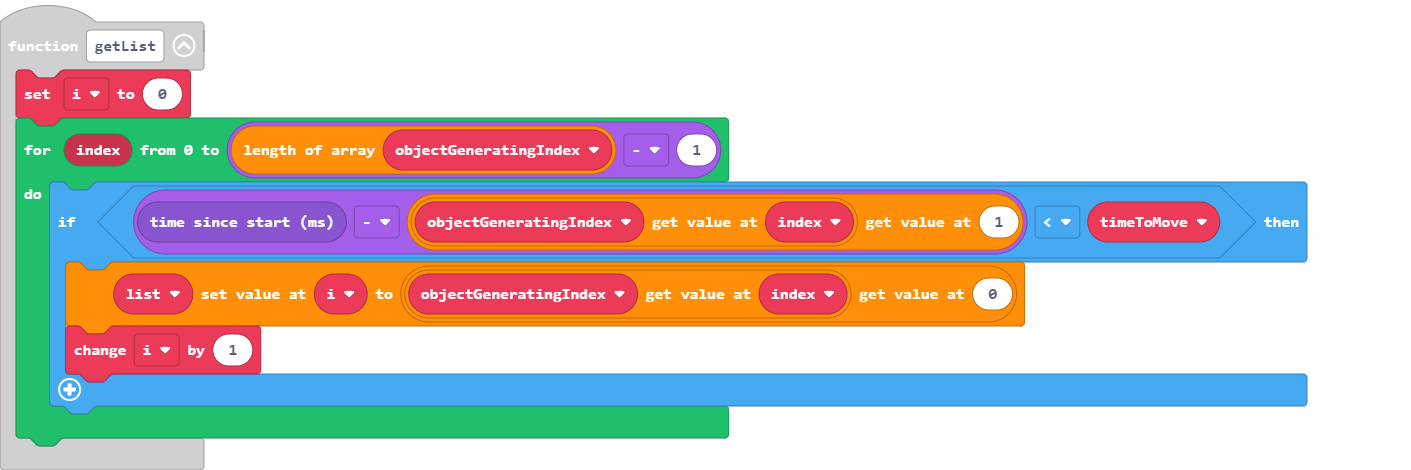 function getList
set i to 0
for index from 0 to length of array objectGeneratingIndex - 1
do
if time since start (ms) - objectGeneratingIndex get value at index get value at 1 < timeToMove then
list set value at i to objectGeneratingIndex get value at index get value at 0
change i by 1